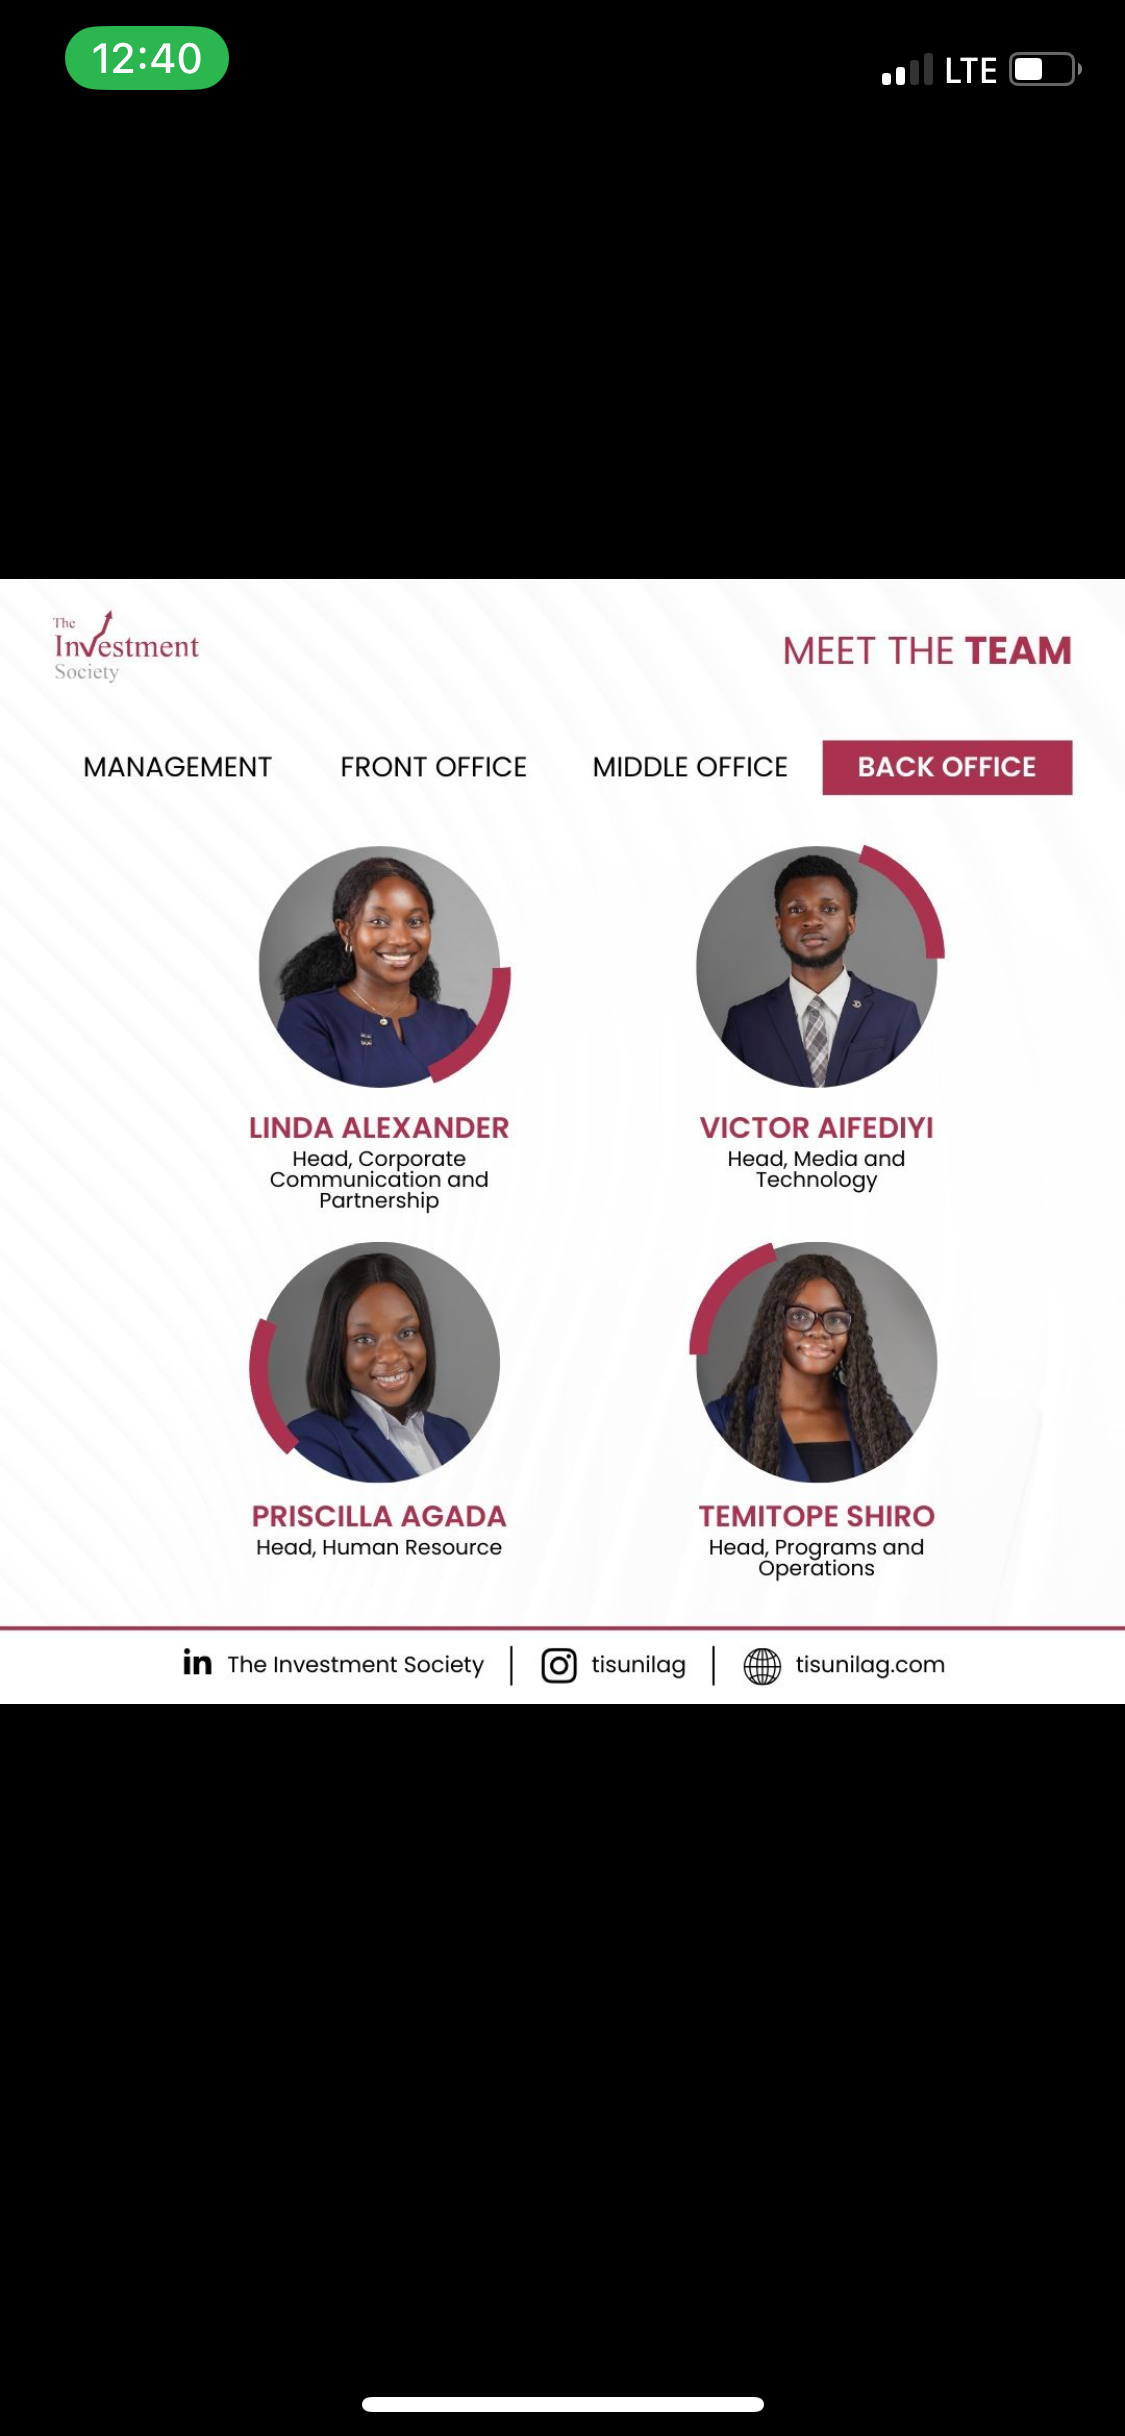 12:40
LTE
The
Investment
Society
MEET THE TEAM
MANAGEMENT FRONT OFFICE MIDDLE OFFICE BACK OFFICE
LINDA ALEXANDER
Head, Corporate
Communication and
Partnership
VICTOR AIFEDIYI
Head, Media and
Technology
PRISCILLA AGADA
Head, Human Resource
TEMITOPE SHIRO
Head, Programs and
Operations
in The Investment Society | tisunilag | tisunilag.com